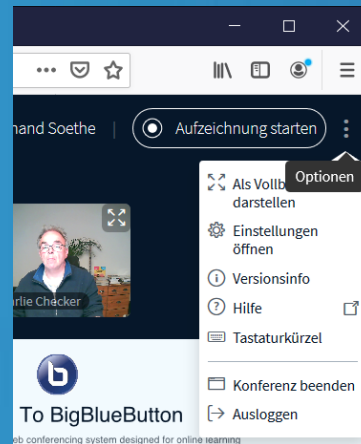 nand Soethe | Aufzeichnung starten
Optionen
Als Vollb
darstellen
Einstellungen
öffnen
Versionsinfo
Hilfe
Tastaturkürzel
Konferenz beenden
Ausloggen
rlie Checker
b
To BigBlueButton
eb conferencing system designed for online learning